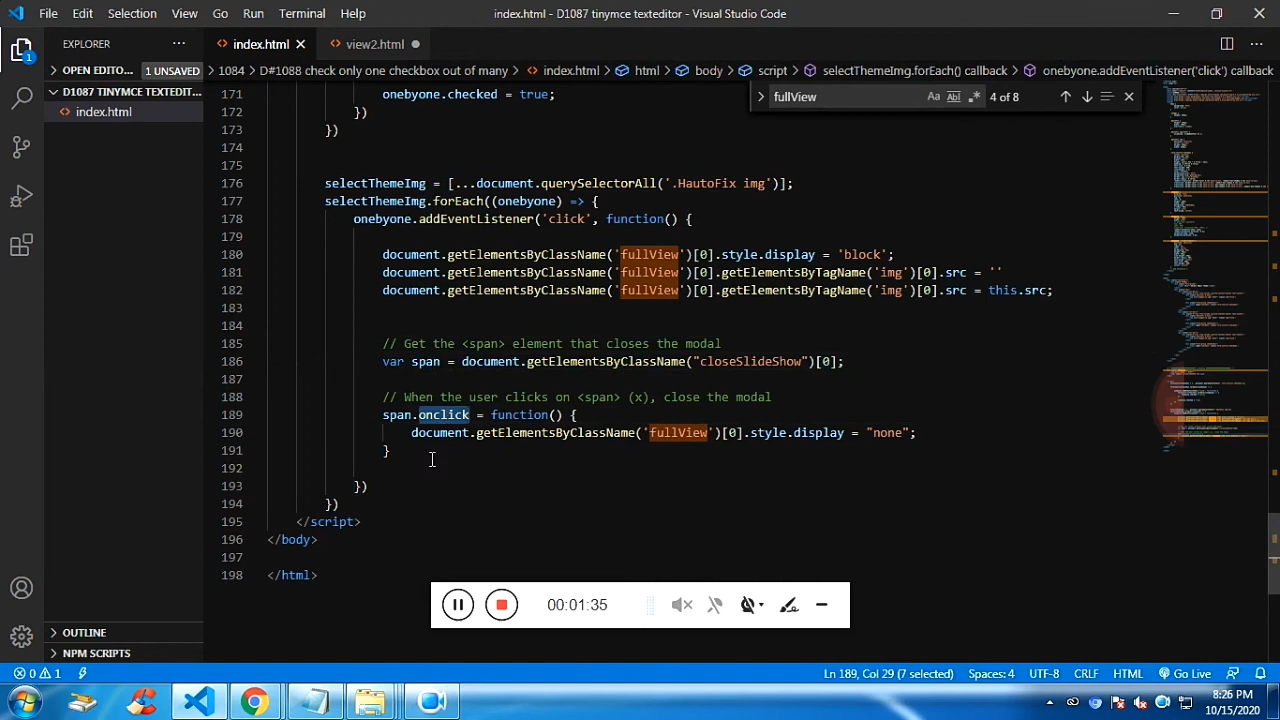 File Edit Selection View Go Run Terminal Help
index.html - D1087 tinymce texteditor - Visual Studio Code
EXPLORER
index.html
view2.html
OPEN EDITO... 1 UNSAVED
1084 > D#1088 check only one checkbox out of many > index.html > html > body > script > selectThemeImg.forEach() callback > onebyone.addEventListener('click') callback
D1087 TINYMCE TEXTEDIT...
index.html
fullView
Aa Abl .* 4 of 8
171 onebyone.checked = true;
172 })
173 })
174
175
176 selectThemeImg = [...document.querySelectorAll('.HautoFix img')];
177 selectThemeImg.forEach( onebyone) => {
178 onebyone.addEventListener('click', function() {
179
180 document.getElementsByClassName('fullView')[0].style.display = 'block';
181 document.getElementsByClassName('fullView')[0].getElementsByTagName('img')[0].src = ''
182 document.getElementsByClassName('fullView')[0].getElementsByTagName('img')[0].src = this.src;
183
184
185 // Get the <span> element that closes the modal
186 var span = document.getElementsByClassName("closeSlideShow")[0];
187
188 // When the user clicks on <span> (x), close the modal
189 span.onclick = function() {
190 document.getElementsByClassName('fullView')[0].style.display = "none";
191 }
192
193 })
194 })
195 </script>
196 </body>
197
198 </html>
00:01:35
OUTLINE
NPM SCRIPTS
0 1
Ln 189, Col 29 (7 selected) Spaces: 4 UTF-8 CRLF HTML Go Live
8:26 PM
10/15/2020